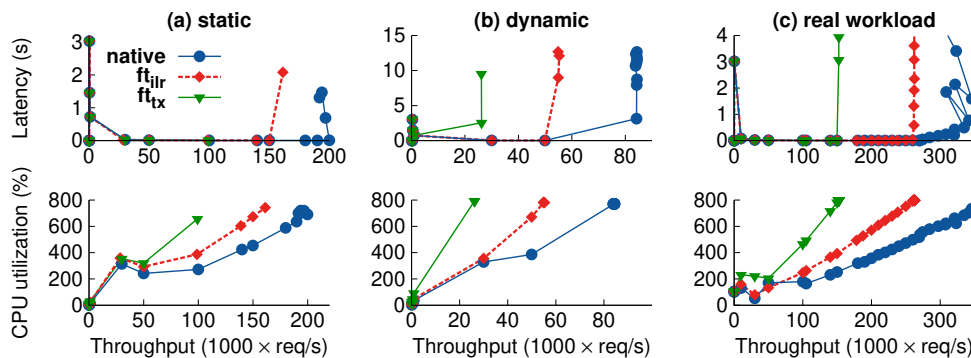 (a) static
(b) dynamic
(c) real workload
Latency (s)
3
2
1
0
native
ft_ilr
ft_tx
0 50 100 150 200
15
10
5
0
0 20 40 60 80
4
3
2
1
0
0 100 200 300
CPU utilization (%)
800
600
400
200
0
0 50 100 150 200
Throughput (1000 × req/s)
800
600
400
200
0
0 20 40 60 80
Throughput (1000 × req/s)
800
600
400
200
0
0 100 200 300
Throughput (1000 × req/s)